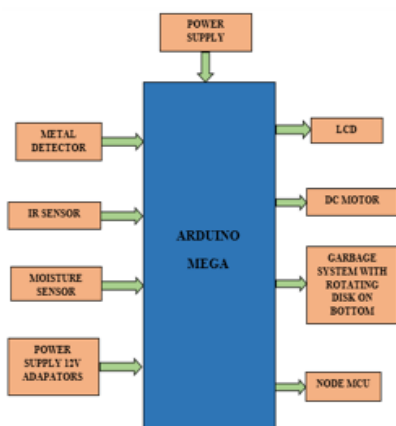 POWER
SUPPLY
METAL
DETECTOR
IR SENSOR
MOISTURE
SENSOR
POWER
SUPPLY 12V
ADAPATORS
ARDUINO
MEGA
LCD
DC MOTOR
GARBAGE
SYSTEM WITH
ROTATING
DISK ON
BOTTOM
NODE MCU